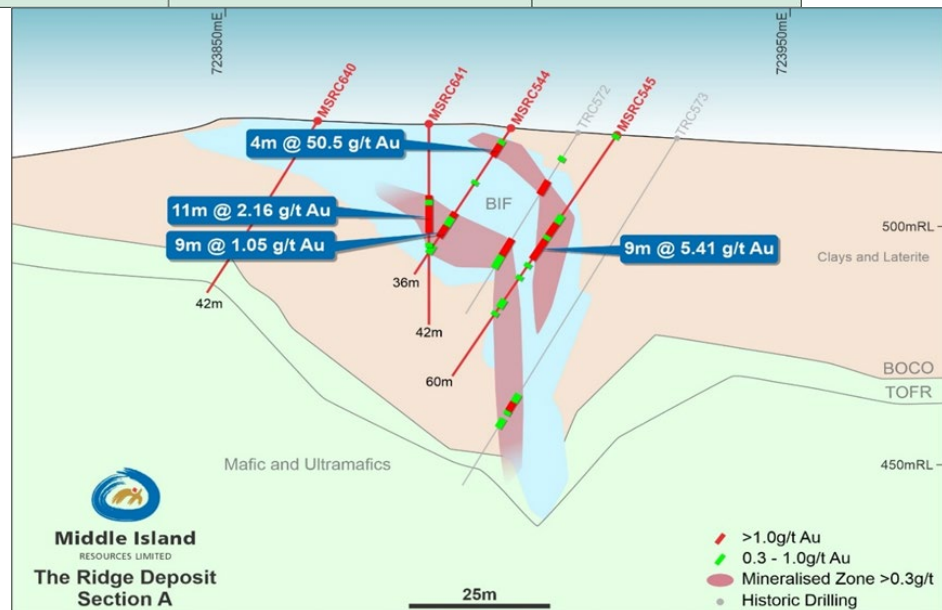 723850mE
723950mE
MSRC640
MSRC641
MSRC544
TRC572
MSRC545
TRC573
4m @ 50.5 g/t Au
BIF
11m @ 2.16 g/t Au
500mRL
9m @ 1.05 g/t Au
9m @ 5.41 g/t Au
Clays and Laterite
36m
42m
42m
60m
BOCO
TOFR
Mafic and Ultramafics
450mRL
Middle Island
RESOURCES LIMITED
The Ridge Deposit
Section A
25m
>1.0g/t Au
0.3 - 1.0g/t Au
Mineralised Zone >0.3g/t
Historic Drilling